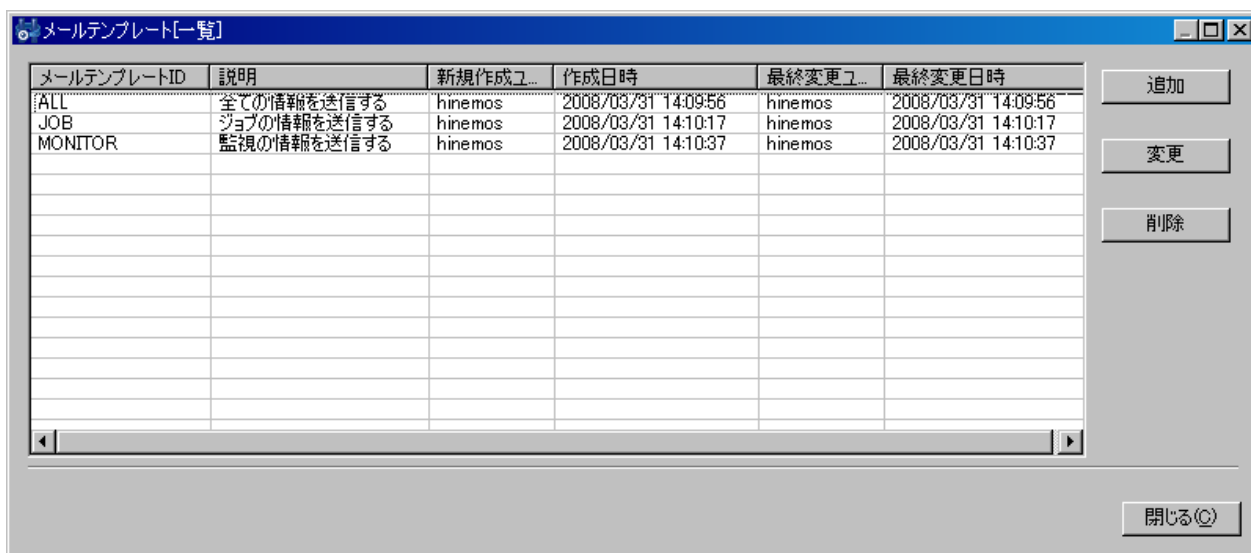 メールテンプレート[一覧]
メールテンプレートID 説明 新規作成ユ... 作成日時 最終変更ユ... 最終変更日時
ALL 全ての情報を送信する hinemos 2008/03/31 14:09:56 hinemos 2008/03/31 14:09:56
JOB ジョブの情報を送信する hinemos 2008/03/31 14:10:17 hinemos 2008/03/31 14:10:17
MONITOR 監視の情報を送信する hinemos 2008/03/31 14:10:37 hinemos 2008/03/31 14:10:37
追加
変更
削除
閉じる(C)